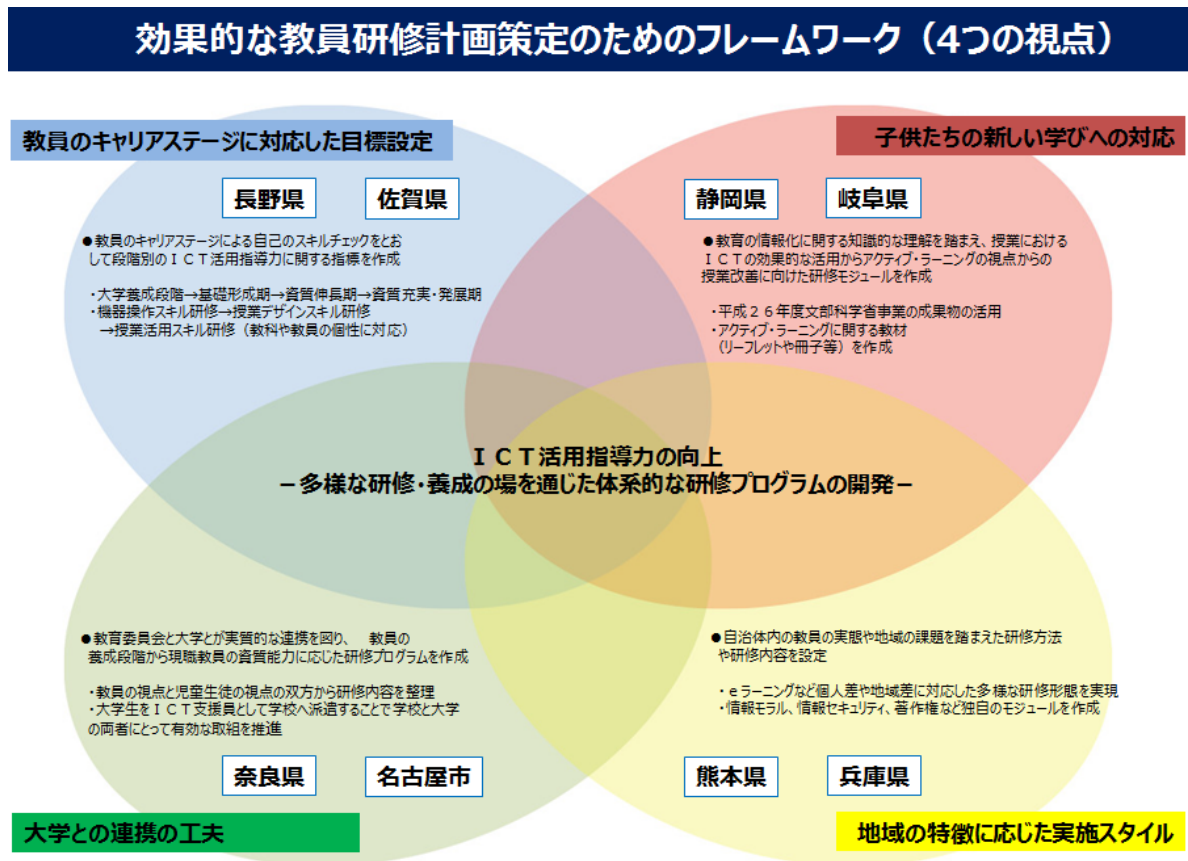 効果的な教員研修計画策定のためのフレームワーク（4つの視点）
教員のキャリアステージに対応した目標設定
長野県
佐賀県
●教員のキャリアステージによる自己のスキルチェックをとお
して段階別のＩＣＴ活用指導力に関する指標を作成
・大学養成段階→基礎形成期→資質伸長期→資質充実・発展期
・機器操作スキル研修→授業デザインスキル研修
→授業活用スキル研修（教科や教員の個性に対応）
子供たちの新しい学びへの対応
静岡県
岐阜県
●教育の情報化に関する知識的な理解を踏まえ、授業における
ＩＣＴの効果的な活用からアクティブ・ラーニングの視点からの
授業改善に向けた研修モジュールを作成
・平成２６年度文部科学省事業の成果物の活用
・アクティブ・ラーニングに関する教材
（リーフレットや冊子等）を作成
ＩＣＴ活用指導力の向上
－多様な研修・養成の場を通じた体系的な研修プログラムの開発－
●教育委員会と大学とが実質的な連携を図り、　教員の
養成段階から現職教員の資質能力に応じた研修プログラムを作成
・教員の視点と児童生徒の視点の双方から研修内容を整理
・大学生をＩＣＴ支援員として学校へ派遣することで学校と大学
の両者にとって有効な取組を推進
奈良県
名古屋市
大学との連携の工夫
●自治体内の教員の実態や地域の課題を踏まえた研修方法
や研修内容を設定
・ｅラーニングなど個人差や地域差に対応した多様な研修形態を実現
・情報モラル、情報セキュリティ、著作権など独自のモジュールを作成
熊本県
兵庫県
地域の特徴に応じた実施スタイル